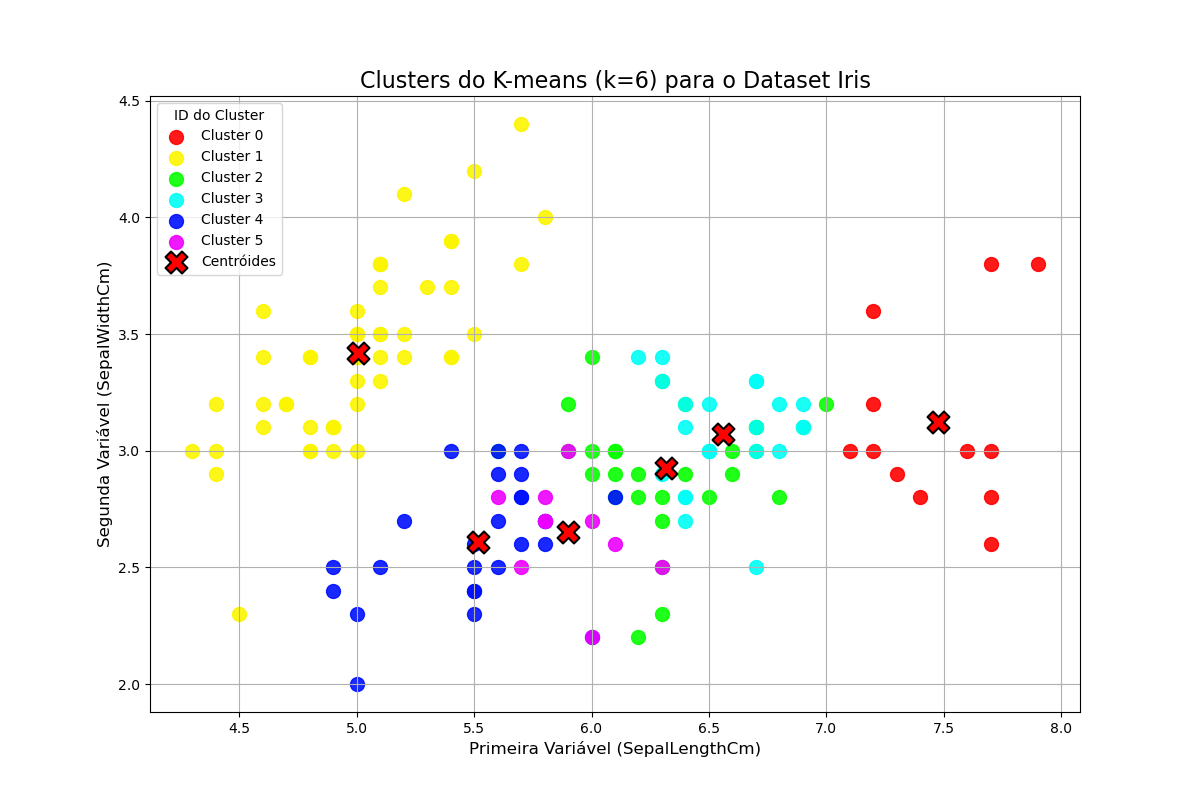 Clusters do K-means (k=6) para o Dataset Iris
ID do Cluster
Cluster 0
Cluster 1
Cluster 2
Cluster 3
Cluster 4
Cluster 5
Centróides
Segunda Variável (SepalWidthCm)
4.5
4.0
3.5
3.0
2.5
2.0
4.5 5.0 5.5 6.0 6.5 7.0 7.5 8.0
Primeira Variável (SepalLengthCm)